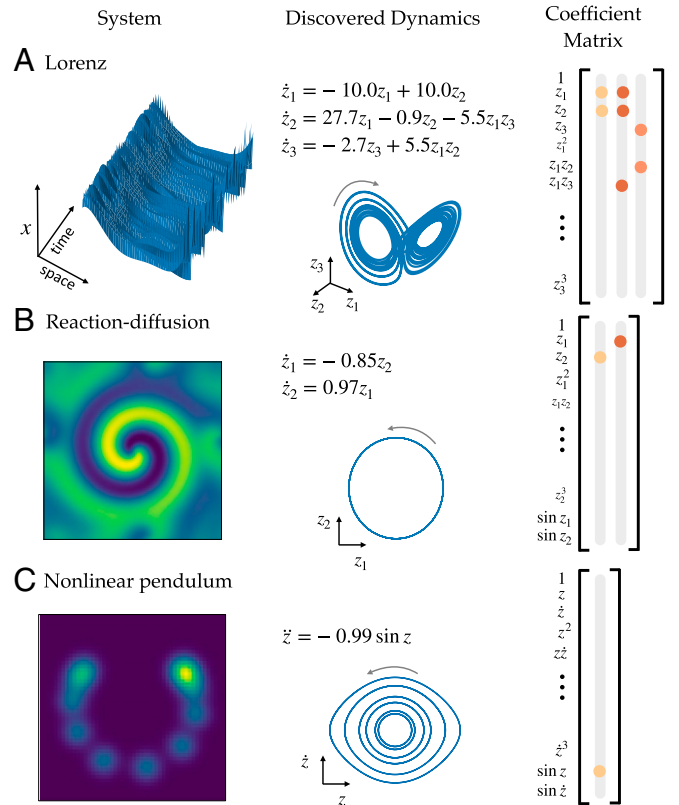 System
Discovered Dynamics
Coefficient
Matrix
A Lorenz
ż₁ = − 10.0z₁ + 10.0z₂
ż₂ = 27.7z₁ − 0.9z₂ − 5.5z₁z₃
ż₃ = − 2.7z₃ + 5.5z₁z₂
x
time
space
z₃
z₂
z₁
1
z₁
z₂
z₃
z₁²
z₁z₂
z₁z₃
⋮
z₃³
B Reaction-diffusion
ż₁ = − 0.85z₂
ż₂ = 0.97z₁
z₂
z₁
1
z₁
z₂
z₁²
z₁z₂
⋮
z₂³
sin z₁
sin z₂
C Nonlinear pendulum
z̈ = − 0.99 sin z
ż
z
1
z
ż
z²
zż
⋮
ż³
sin z
sin ż